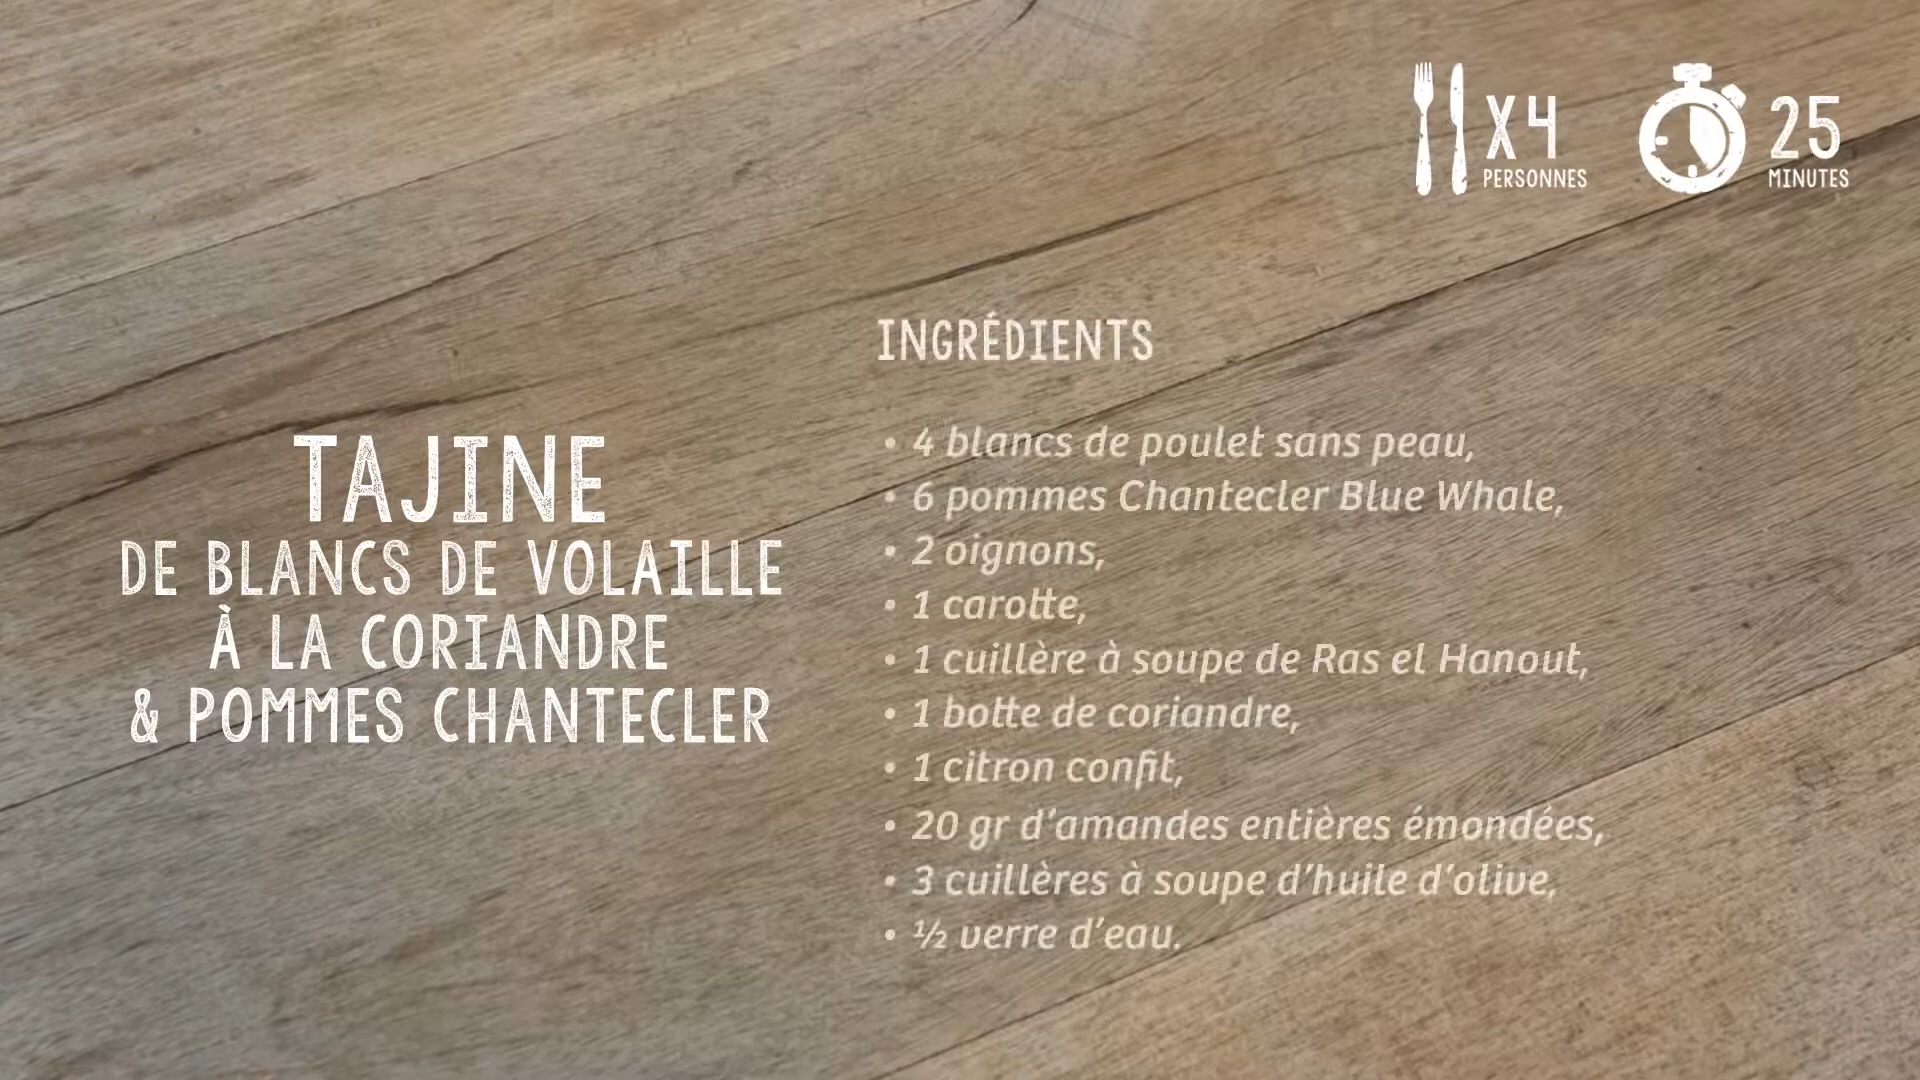 X4
PERSONNES
25
MINUTES
TAJINE
DE BLANCS DE VOLAILLE
À LA CORIANDRE
& POMMES CHANTECLER
INGRÉDIENTS
• 4 blancs de poulet sans peau,
• 6 pommes Chantecler Blue Whale,
• 2 oignons,
• 1 carotte,
• 1 cuillère à soupe de Ras el Hanout,
• 1 botte de coriandre,
• 1 citron confit,
• 20 gr d’amandes entières émondées,
• 3 cuillères à soupe d’huile d’olive,
• ½ verre d’eau.